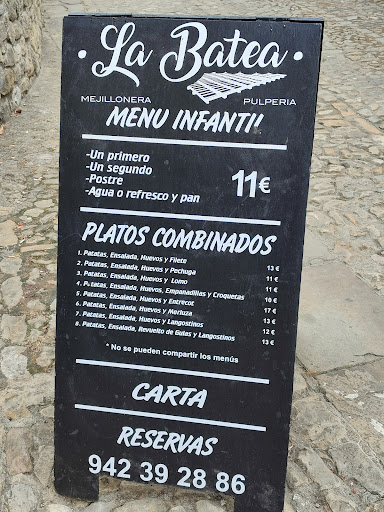 · La Batea ·
MEJILLONERA PULPERIA
MENU INFANTIL
-Un primero
-Un segundo
-Postre
-Agua o refresco y pan
11€
PLATOS COMBINADOS
1. Patatas, Ensalada, Huevos y Filete 13 €
2. Patatas, Ensalada, Huevos y Pechuga 11 €
3. Patatas, Ensalada, Huevos y Lomo 11 €
4. Patatas, Ensalada, Huevos, Empanadillas y Croquetas 10 €
5. Patatas, Ensalada, Huevos y Entrecot 17 €
6. Patatas, Ensalada, Huevos y Merluza 13 €
7. Patatas, Ensalada, Huevos y Langostinos 12 €
8. Patatas, Ensalada, Revuelto de Gulas y Langostinos 13 €
* No se pueden compartir los menús
CARTA
RESERVAS
942 39 28 86